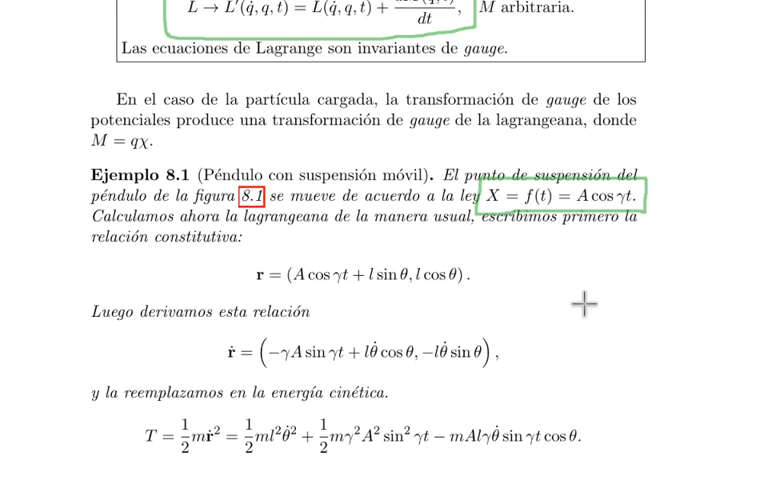 L → L′(q̇, q, t) = L(q̇, q, t) + dt , M arbitraria.
Las ecuaciones de Lagrange son invariantes de gauge.
En el caso de la partícula cargada, la transformación de gauge de los
potenciales produce una transformación de gauge de la lagrangeana, donde
M = qχ.
Ejemplo 8.1 (Péndulo con suspensión móvil). El punto de suspensión del
péndulo de la figura 8.1 se mueve de acuerdo a la ley X = f(t) = A cos γt.
Calculamos ahora la lagrangeana de la manera usual, escribimos primero la
relación constitutiva:
r = (A cos γt + l sin θ, l cos θ) .
Luego derivamos esta relación
ṙ = (−γA sin γt + lθ̇ cos θ, −lθ̇ sin θ) ,
y la reemplazamos en la energía cinética.
T = 1/2 mṙ² = 1/2 ml²θ̇² + 1/2 mγ²A² sin² γt − mAlγθ̇ sin γt cos θ.